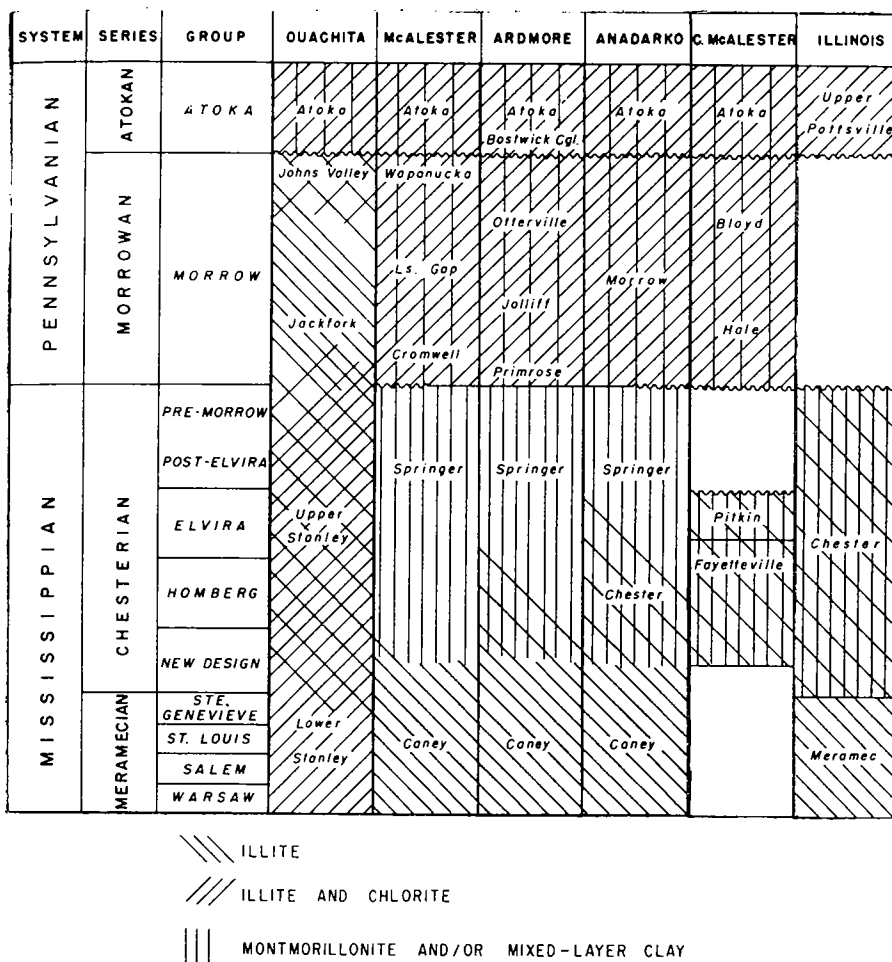 SYSTEM SERIES GROUP OUACHITA McALESTER ARDMORE ANADARKO C. McALESTER ILLINOIS
PENNSYLVANIAN
MISSISSIPPIAN
ATOKAN
MORROWAN
CHESTERIAN
MERAMECIAN
ATOKA
MORROW
PRE-MORROW
POST-ELVIRA
ELVIRA
HOMBERG
NEW DESIGN
STE.
GENEVIEVE
ST. LOUIS
SALEM
WARSAW
Atoka
Johns Valley
Jackfork
Upper
Stanley
Lower
Stanley
Atoka
Wapanucka
Ls. Gap
Cromwell
Springer
Caney
Atoka
Bostwick Cgl.
Otterville
Jolliff
Primrose
Springer
Caney
Atoka
Morrow
Springer
Chester
Caney
Atoka
Bloyd
Hale
Pitkin
Fayetteville
Upper
Pottsville
Chester
Meramec
ILLITE
ILLITE AND CHLORITE
MONTMORILLONITE AND/OR MIXED-LAYER CLAY